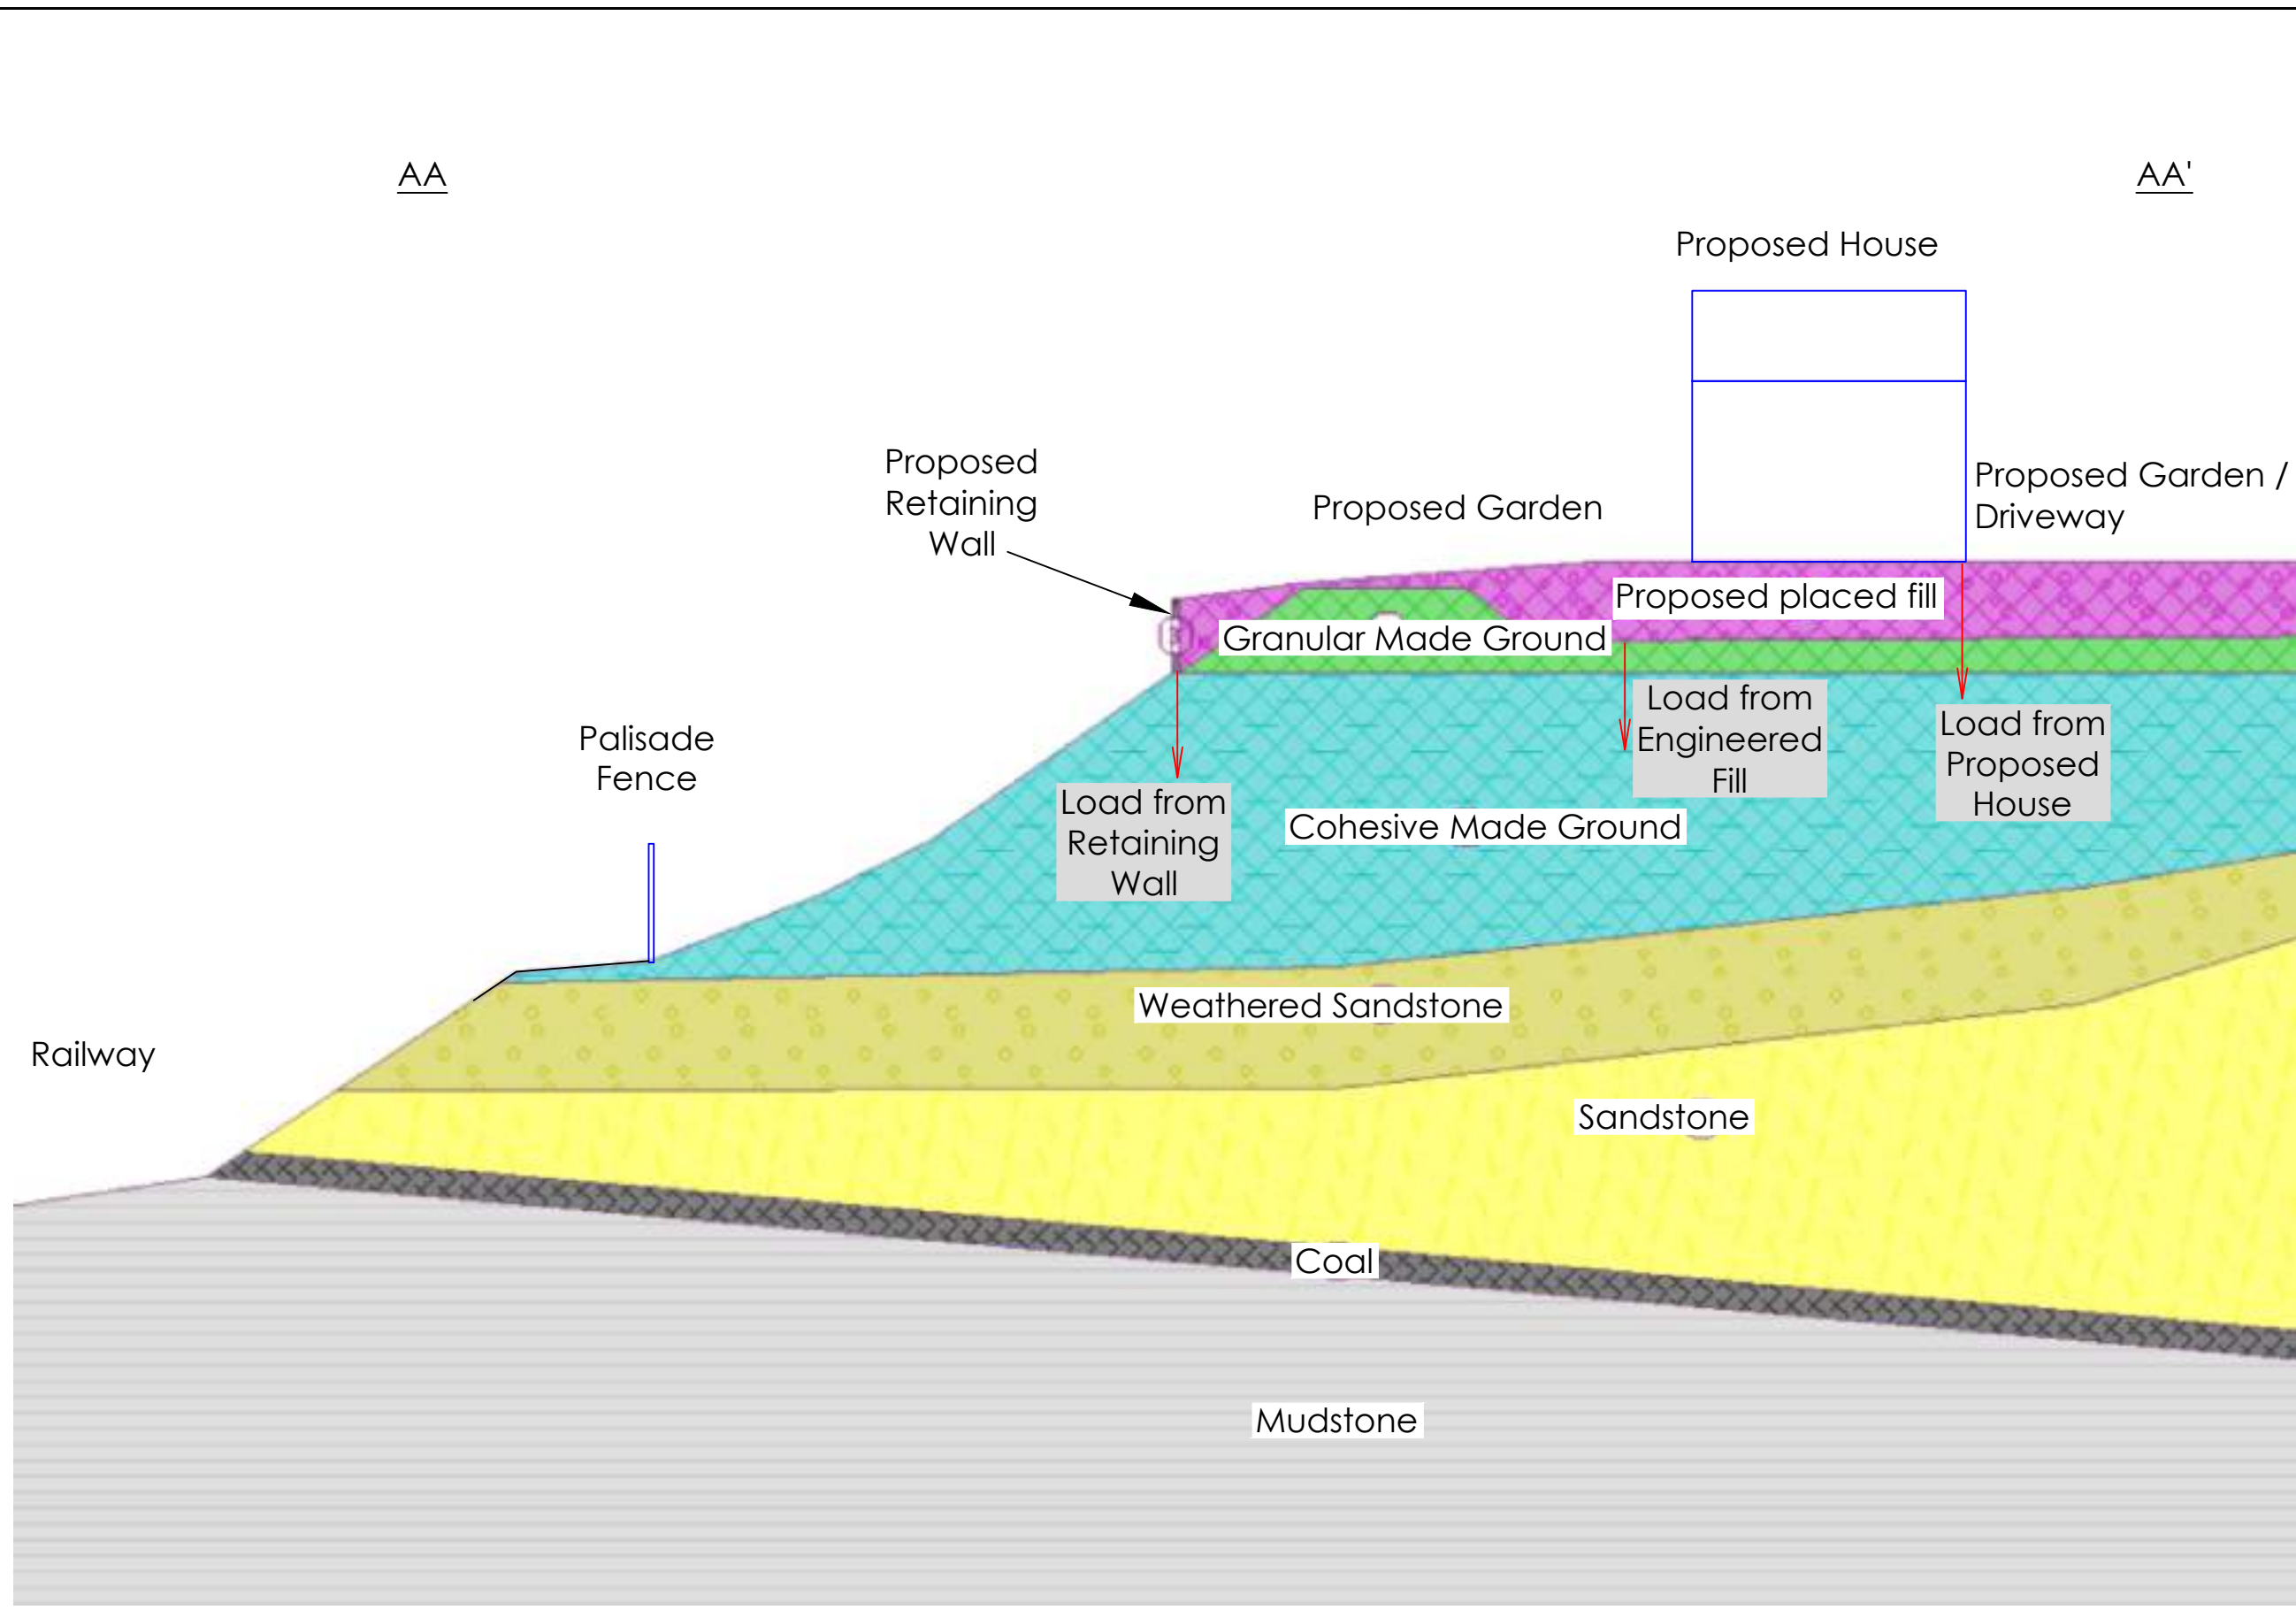 AA
AA'
Proposed House
Proposed
Retaining
Wall
Proposed Garden
Proposed Garden /
Driveway
Proposed placed fill
Granular Made Ground
Load from
Engineered
Fill
Load from
Proposed
House
Palisade
Fence
Load from
Retaining
Wall
Cohesive Made Ground
Weathered Sandstone
Railway
Sandstone
Coal
Mudstone